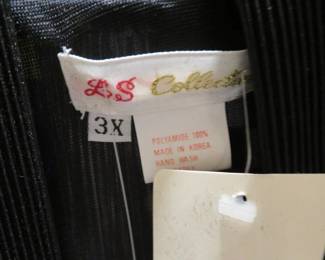 LS Collect
3X
POLYAMIDE 100%
MADE IN KOREA
HAND WASH